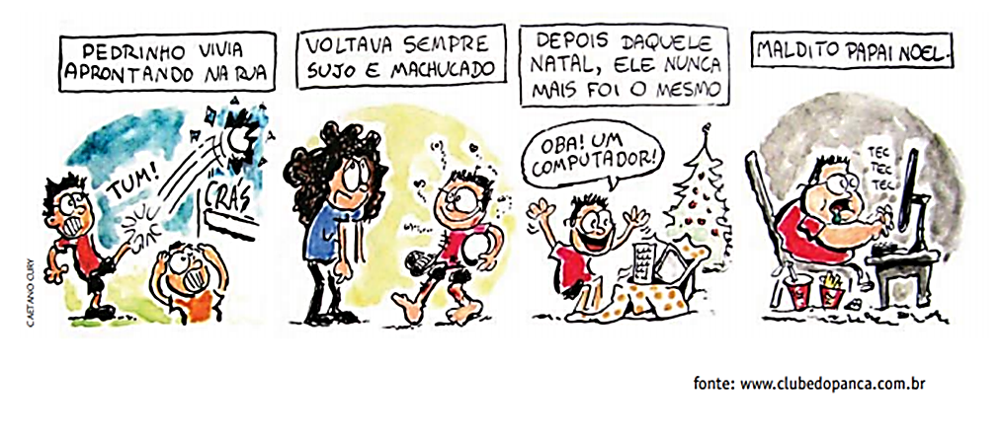 PEDRINHO VIVIA
APRONTANDO NA RUA
TUM!
CRÁS
VOLTAVA SEMPRE
SUJO E MACHUCADO
DEPOIS DAQUELE
NATAL, ELE NUNCA
MAIS FOI O MESMO
OBA! UM
COMPUTADOR!
MALDITO PAPAI NOEL.
TEC
TEC
TEC
CAETANO CURY
fonte: www.clubedopanca.com.br